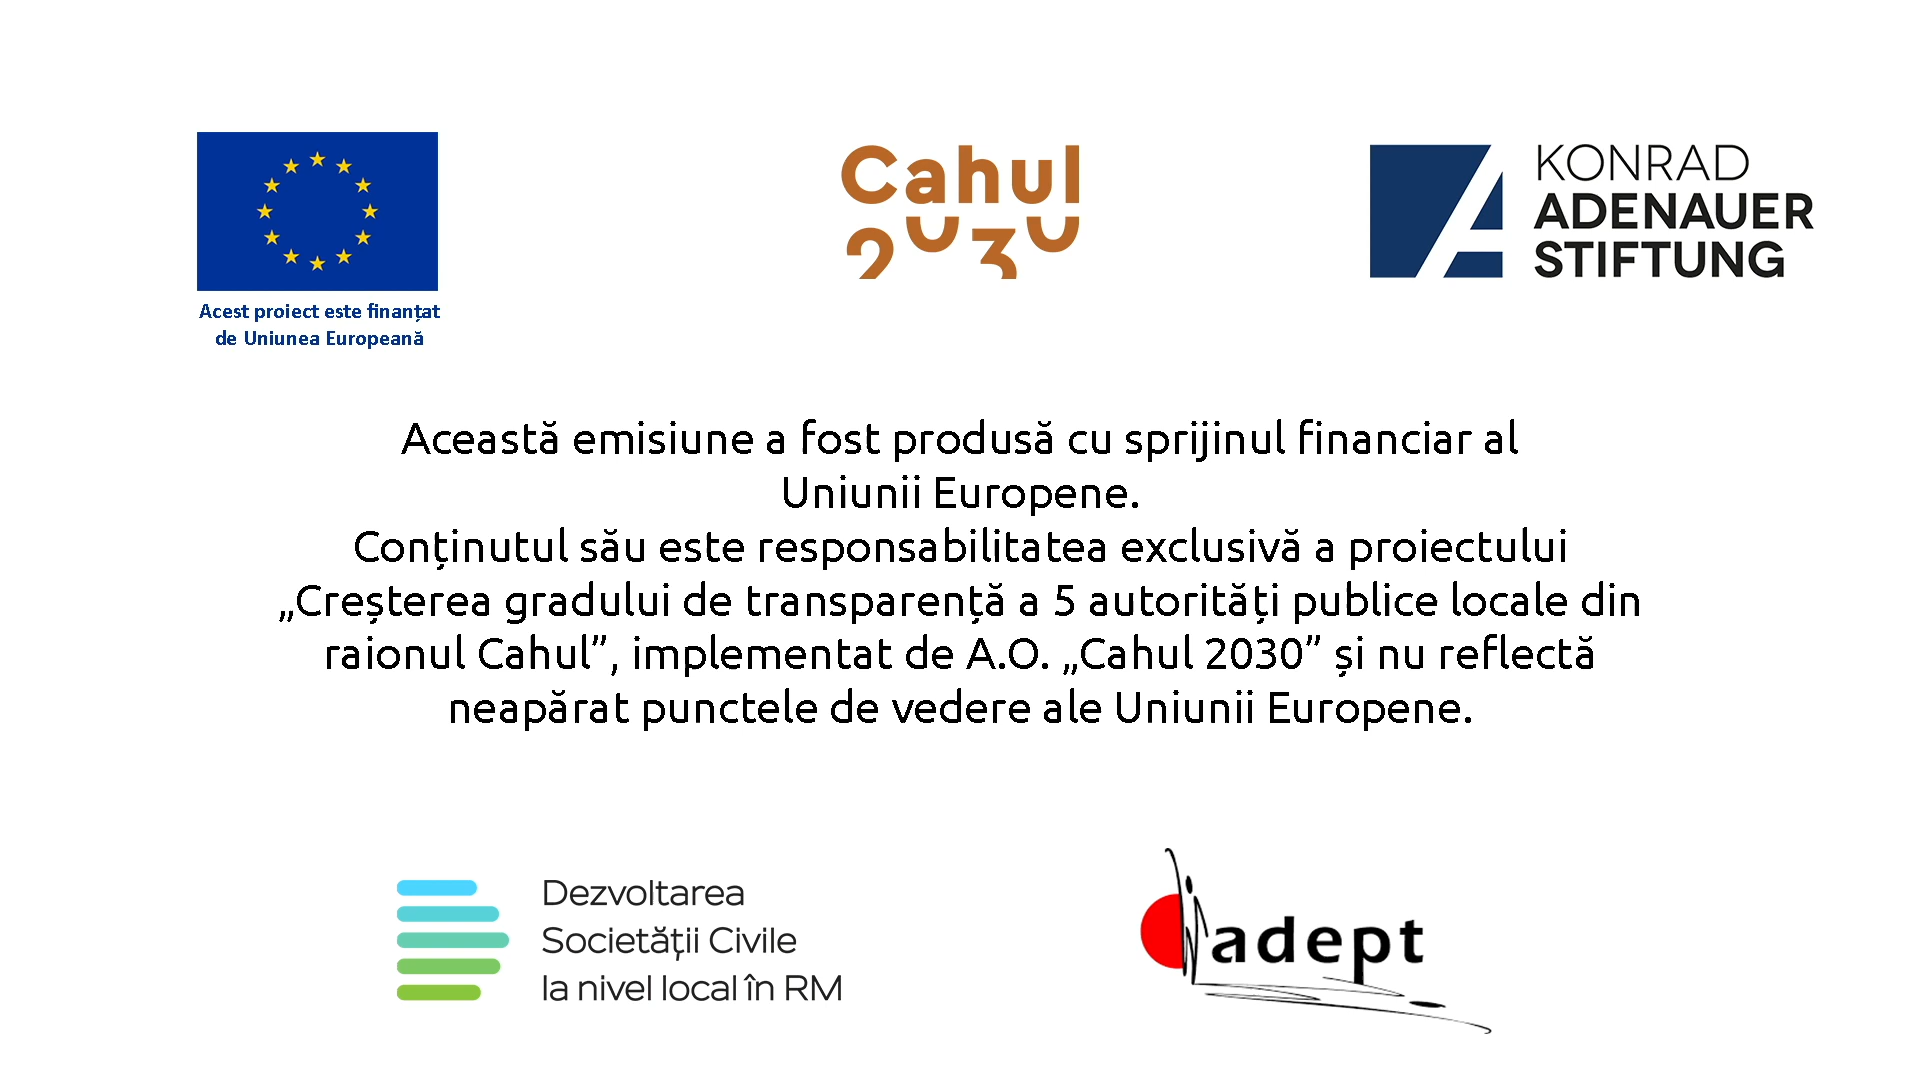 Acest proiect este finanțat
de Uniunea Europeană
Cahul
2030
KONRAD
ADENAUER
STIFTUNG
Această emisiune a fost produsă cu sprijinul financiar al
Uniunii Europene.
Conținutul său este responsabilitatea exclusivă a proiectului
„Creșterea gradului de transparență a 5 autorități publice locale din
raionul Cahul”, implementat de A.O. „Cahul 2030” și nu reflectă
neapărat punctele de vedere ale Uniunii Europene.
Dezvoltarea
Societății Civile
la nivel local în RM
adept